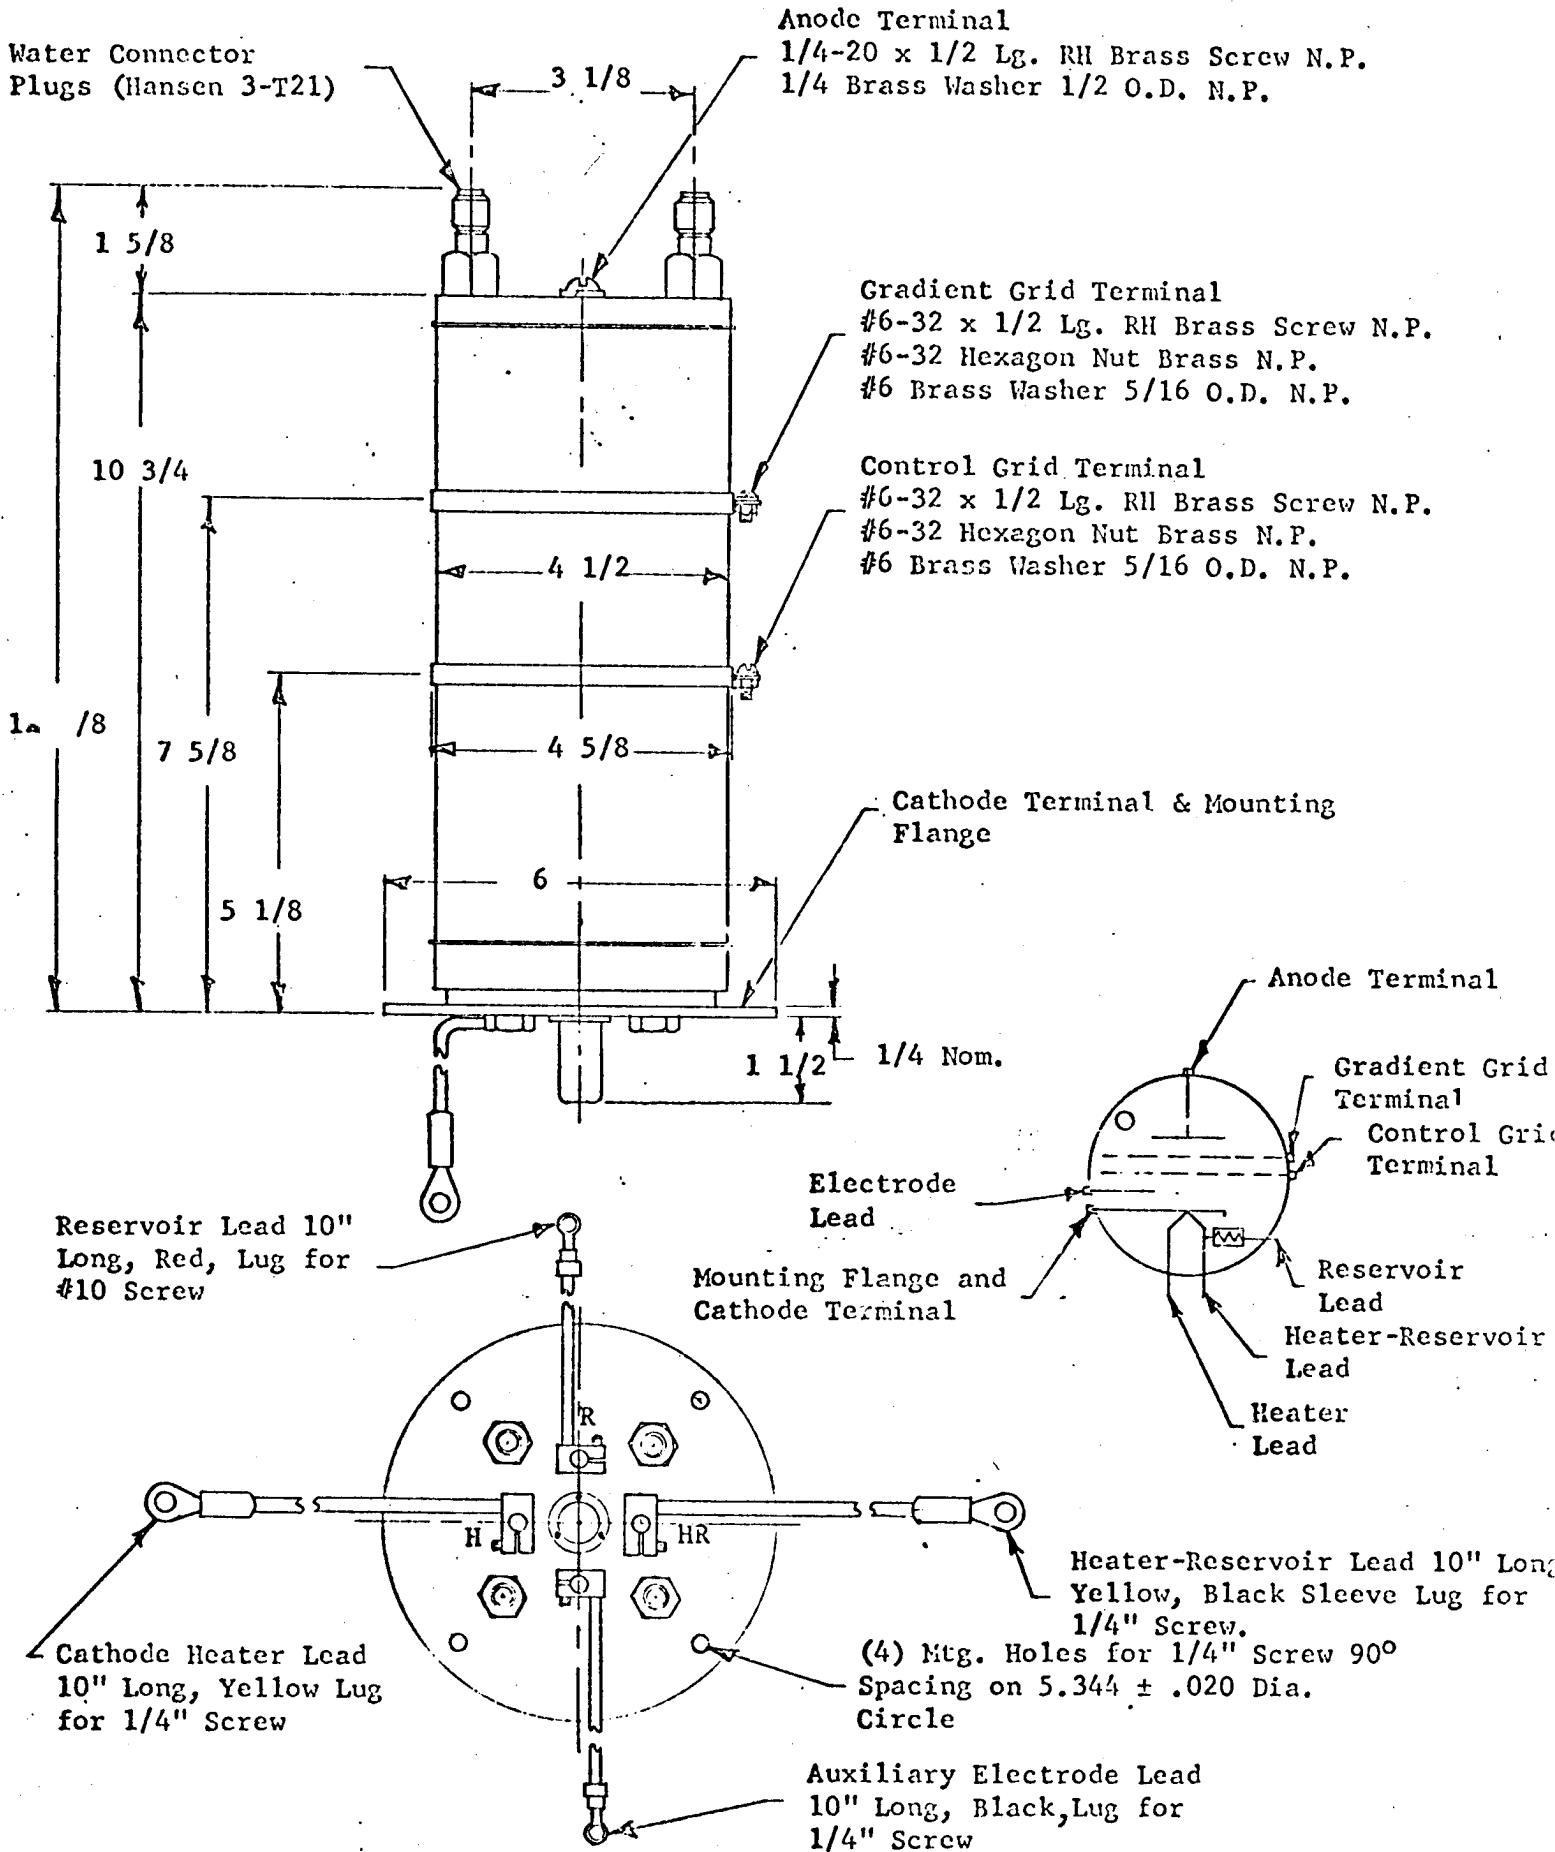 Water Connector
Plugs (Hansen 3-T21)
Anode Terminal
1/4-20 x 1/2 Lg. RH Brass Screw N.P.
1/4 Brass Washer 1/2 O.D. N.P.
3 1/8
1 5/8
Gradient Grid Terminal
#6-32 x 1/2 Lg. RH Brass Screw N.P.
#6-32 Hexagon Nut Brass N.P.
#6 Brass Washer 5/16 O.D. N.P.
10 3/4
Control Grid Terminal
#6-32 x 1/2 Lg. RH Brass Screw N.P.
#6-32 Hexagon Nut Brass N.P.
#6 Brass Washer 5/16 O.D. N.P.
4 1/2
/8
7 5/8
4 5/8
Cathode Terminal & Mounting
Flange
6
5 1/8
1 1/2
1/4 Nom.
Anode Terminal
Gradient Grid
Terminal
Control Gri
Terminal
Electrode
Lead
Mounting Flange and
Cathode Terminal
Reservoir
Lead
Heater-Reservoir
Lead
Heater
Lead
Reservoir Lead 10"
Long, Red, Lug for
#10 Screw
R
H
HR
Heater-Reservoir Lead 10" Long
Yellow, Black Sleeve Lug for
1/4" Screw.
(4) Mtg. Holes for 1/4" Screw 90°
Spacing on 5.344 ± .020 Dia.
Circle
Cathode Heater Lead
10" Long, Yellow Lug
for 1/4" Screw
Auxiliary Electrode Lead
10" Long, Black,Lug for
1/4" Screw